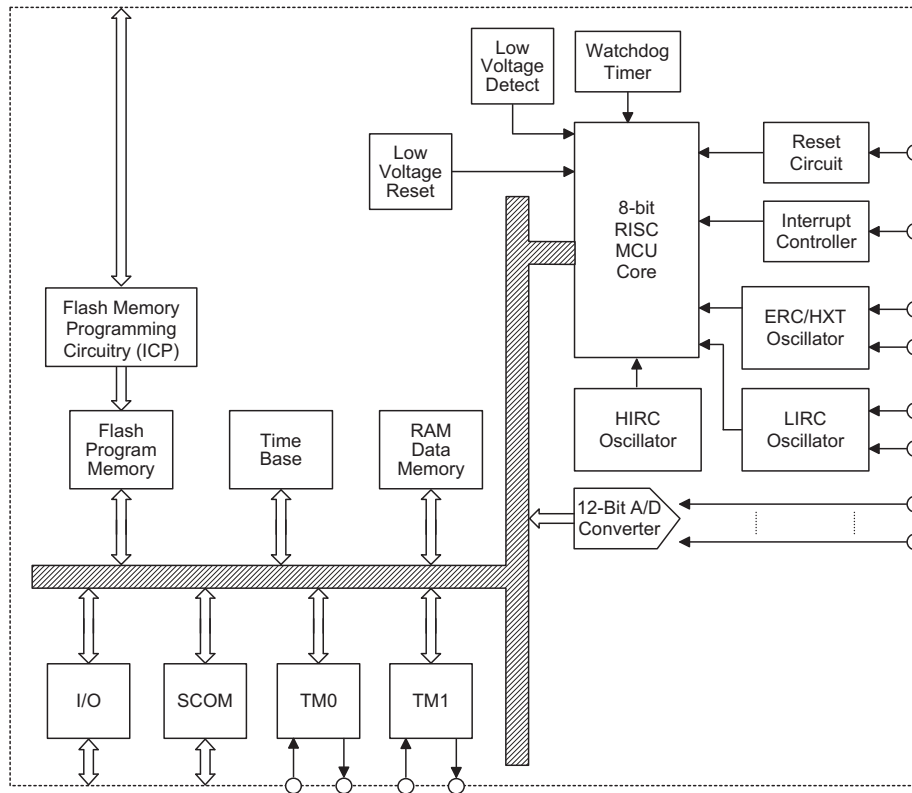 Low
Voltage
Detect
Watchdog
Timer
Low
Voltage
Reset
8-bit
RISC
MCU
Core
Reset
Circuit
Interrupt
Controller
ERC/HXT
Oscillator
LIRC
Oscillator
HIRC
Oscillator
Flash Memory
Programming
Circuitry (ICP)
Flash
Program
Memory
Time
Base
RAM
Data
Memory
12-Bit A/D
Converter
I/O
SCOM
TM0
TM1